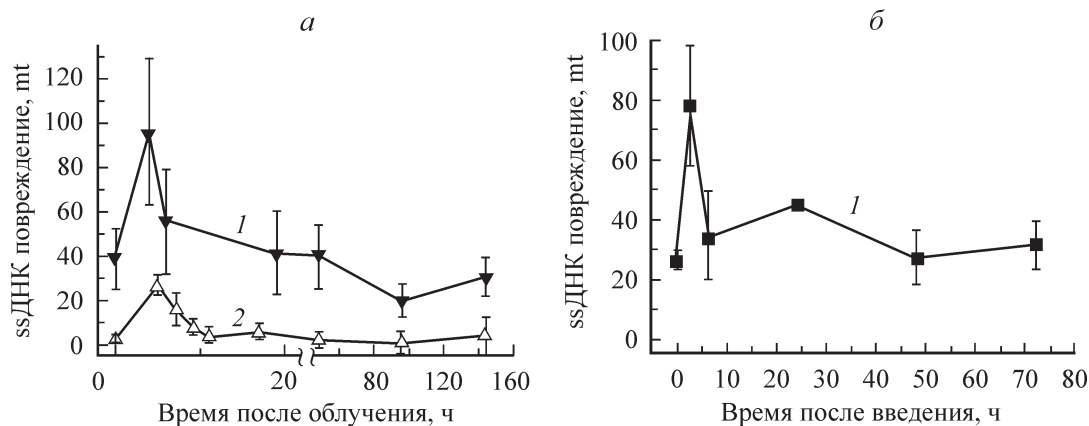 а
ssДНК повреждение, mt
120
100
80
60
40
20
0
1
2
0 20 80 120 160
Время после облучения, ч
б
ssДНК повреждение, mt
100
80
60
40
20
0
1
0 10 20 30 40 50 60 70 80
Время после введения, ч